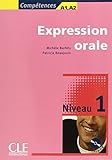 Compétences A1, A2
Expression
orale
Michèle Barféty
Patricia Beaujouin
Niveau 1
CLE
INTERNATIONAL